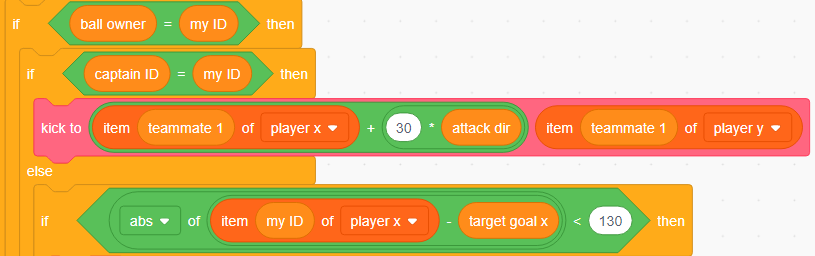 if ball owner = my ID then
if captain ID = my ID then
kick to item teammate 1 of player x + 30 * attack dir item teammate 1 of player y
else
if abs of item my ID of player x - target goal x < 130 then